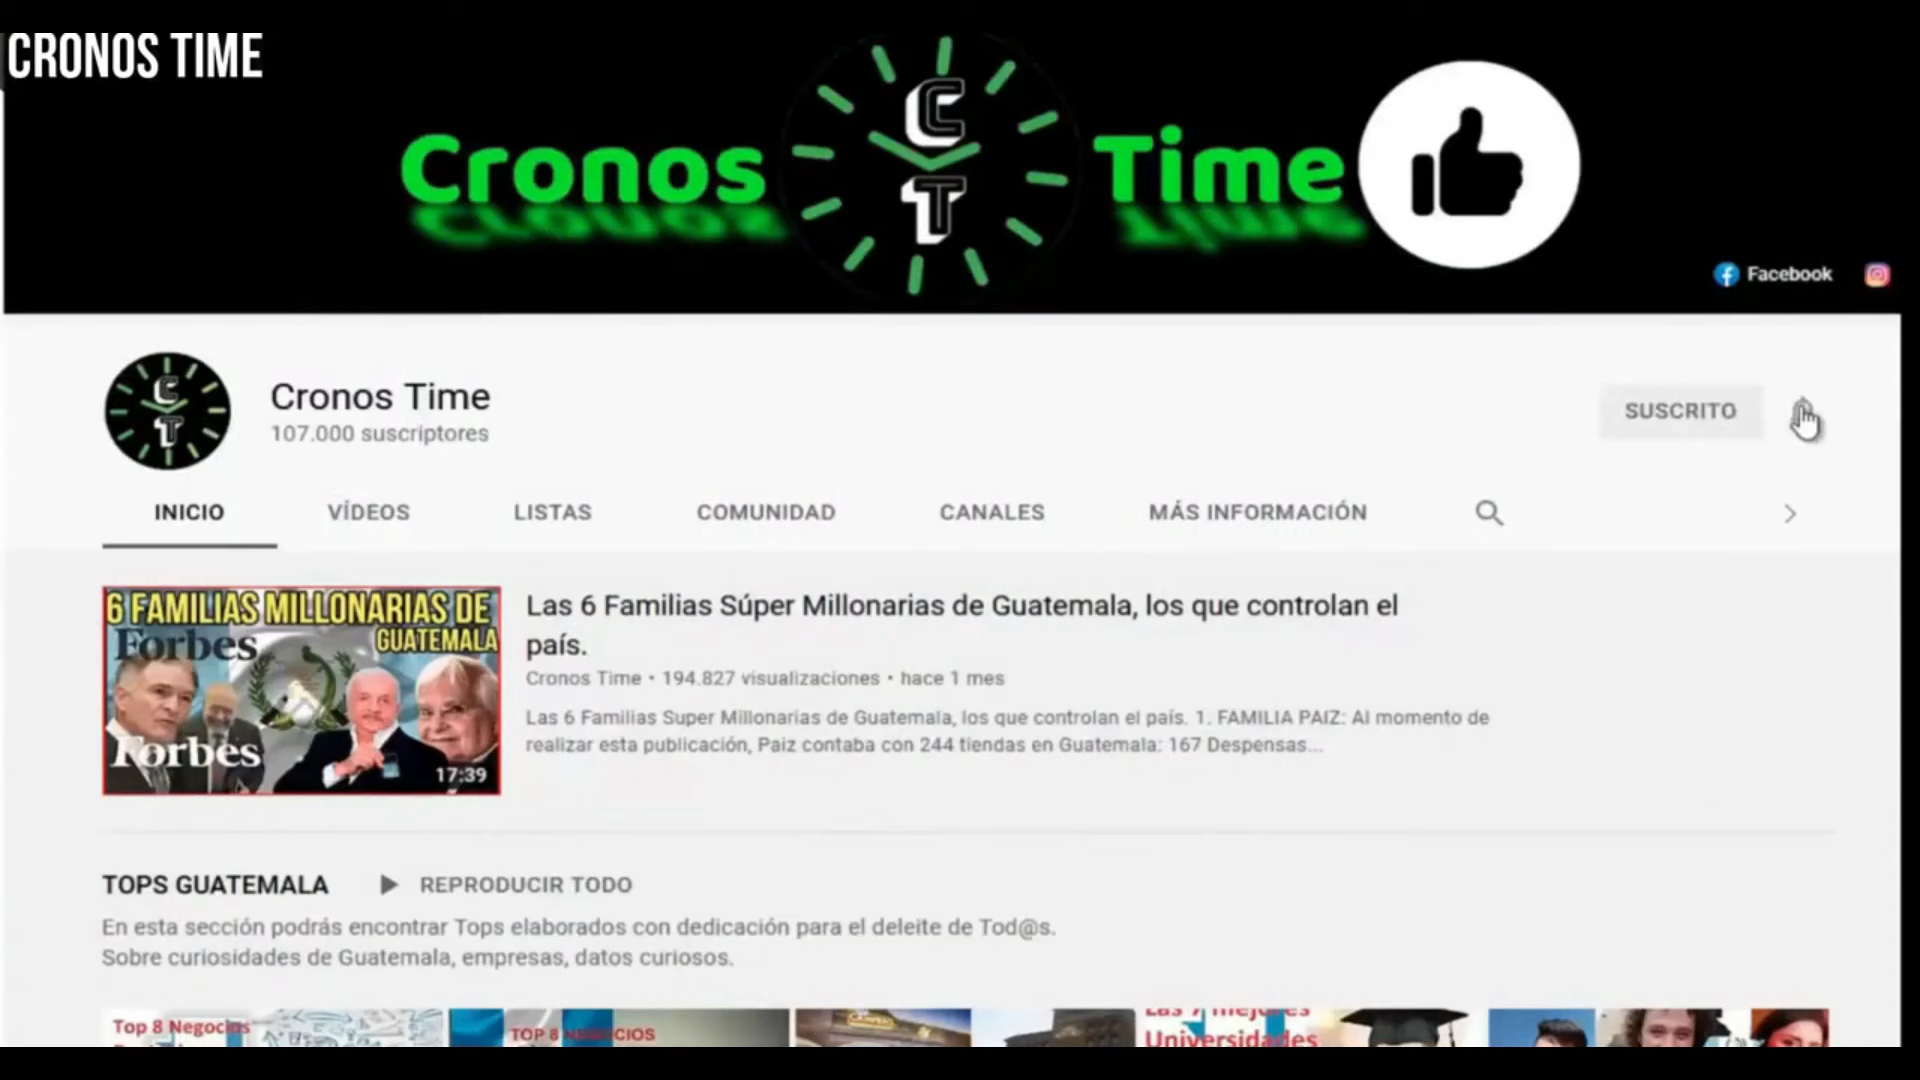 CRONOS TIME
Cronos
C
T
Time
Facebook
C
T
Cronos Time
107.000 suscriptores
SUSCRITO
INICIO
VÍDEOS
LISTAS
COMUNIDAD
CANALES
MÁS INFORMACIÓN
6 FAMILIAS MILLONARIAS DE
GUATEMALA
Forbes
Forbes
17:39
Las 6 Familias Súper Millonarias de Guatemala, los que controlan el
país.
Cronos Time • 194.827 visualizaciones • hace 1 mes
Las 6 Familias Super Millonarias de Guatemala, los que controlan el país. 1. FAMILIA PAIZ: Al momento de
realizar esta publicación, Paiz contaba con 244 tiendas en Guatemala: 167 Despensas...
TOPS GUATEMALA
REPRODUCIR TODO
En esta sección podrás encontrar Tops elaborados con dedicación para el deleite de Tod@s.
Sobre curiosidades de Guatemala, empresas, datos curiosos.
Top 8 Negocios
TOP 8 NEGOCIOS
Las 7 mejores
Universidades